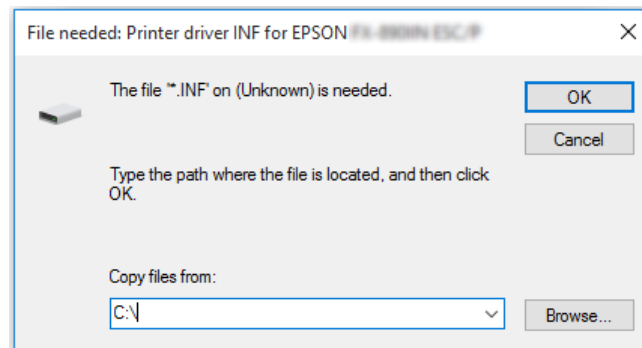 File needed: Printer driver INF for EPSON
The file '*.INF' on (Unknown) is needed.
OK
Cancel
Type the path where the file is located, and then click
OK.
Copy files from:
C:\
Browse...